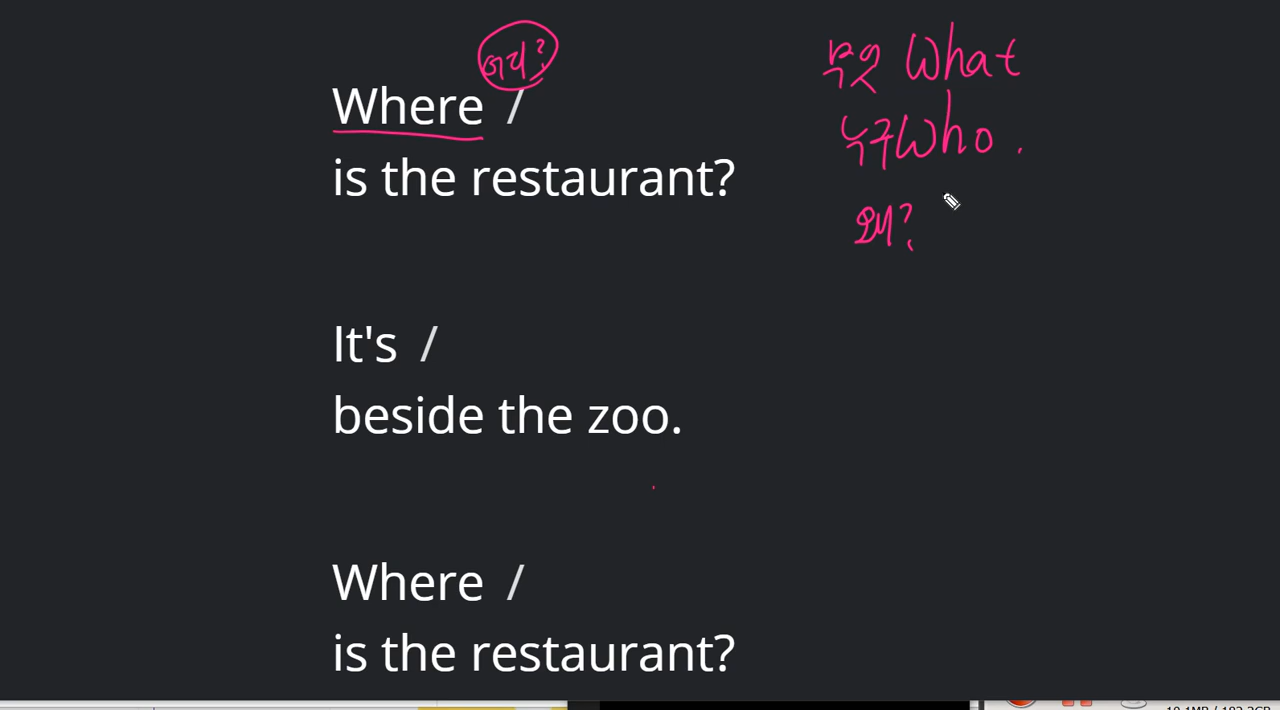 어디?
Where /
is the restaurant?
무엇 What
누구 Who.
왜?
It's /
beside the zoo.
Where /
is the restaurant?